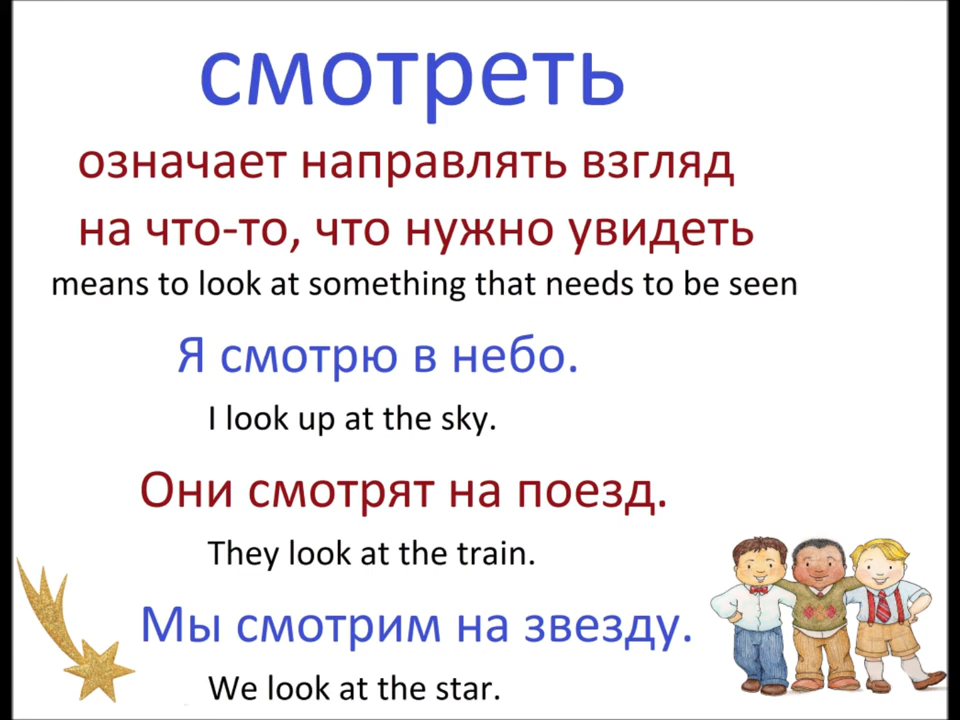 смотреть
означает направлять взгляд
на что-то, что нужно увидеть
means to look at something that needs to be seen
Я смотрю в небо.
I look up at the sky.
Они смотрят на поезд.
They look at the train.
Мы смотрим на звезду.
We look at the star.